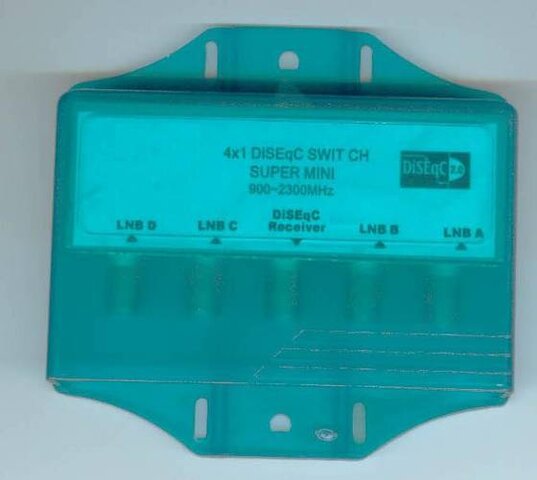 4x1 DiSEqC SWIT CH
SUPER MINI
900~2300MHz
DiSEqC 2.0
LNB D
LNB C
DiSEqC
Receiver
LNB B
LNB A